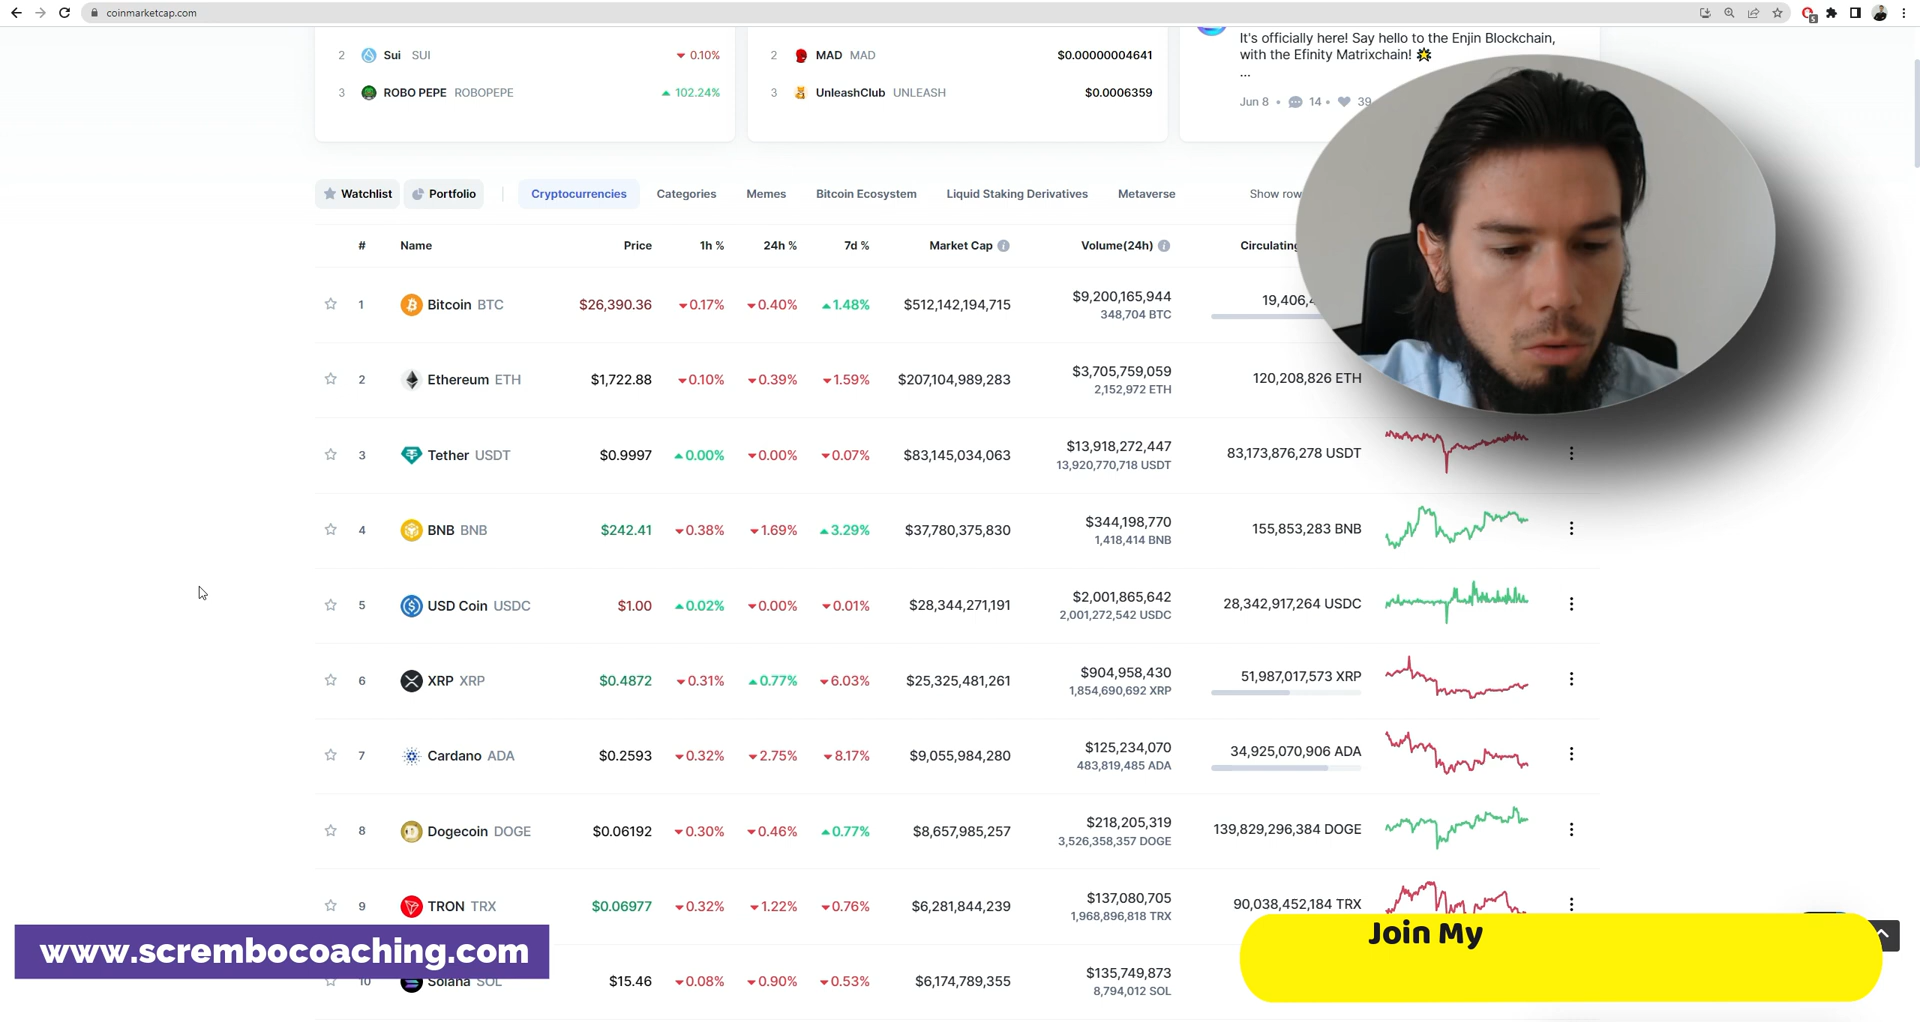 coinmarketcap.com
2 Sui SUI 0.10%
3 ROBO PEPE ROBOPEPE 102.24%
2 MAD MAD $0.00000004641
3 UnleashClub UNLEASH $0.0006359
It's officially here! Say hello to the Enjin Blockchain,
with the Efinity Matrixchain!
...
Jun 8 • 14 • 39
Watchlist Portfolio Cryptocurrencies Categories Memes Bitcoin Ecosystem Liquid Staking Derivatives Metaverse Show row
# Name Price 1h % 24h % 7d % Market Cap Volume(24h) Circulating
1 Bitcoin BTC $26,390.36 0.17% 0.40% 1.48% $512,142,194,715 $9,200,165,944 19,406,4
348,704 BTC
2 Ethereum ETH $1,722.88 0.10% 0.39% 1.59% $207,104,989,283 $3,705,759,059 120,208,826 ETH
2,152,972 ETH
3 Tether USDT $0.9997 0.00% 0.00% 0.07% $83,145,034,063 $13,918,272,447 83,173,876,278 USDT
13,920,770,718 USDT
4 BNB BNB $242.41 0.38% 1.69% 3.29% $37,780,375,830 $344,198,770 155,853,283 BNB
1,418,414 BNB
5 USD Coin USDC $1.00 0.02% 0.00% 0.01% $28,344,271,191 $2,001,865,642 28,342,917,264 USDC
2,001,272,542 USDC
6 XRP XRP $0.4872 0.31% 0.77% 6.03% $25,325,481,261 $904,958,430 51,987,017,573 XRP
1,854,690,692 XRP
7 Cardano ADA $0.2593 0.32% 2.75% 8.17% $9,055,984,280 $125,234,070 34,925,070,906 ADA
483,819,485 ADA
8 Dogecoin DOGE $0.06192 0.30% 0.46% 0.77% $8,657,985,257 $218,205,319 139,829,296,384 DOGE
3,526,358,357 DOGE
9 TRON TRX $0.06977 0.32% 1.22% 0.76% $6,281,844,239 $137,080,705 90,038,452,184 TRX
1,968,896,818 TRX
10 Solana SOL $15.46 0.08% 0.90% 0.53% $6,174,789,355 $135,749,873
8,794,012 SOL
www.scrembocoaching.com
Join My